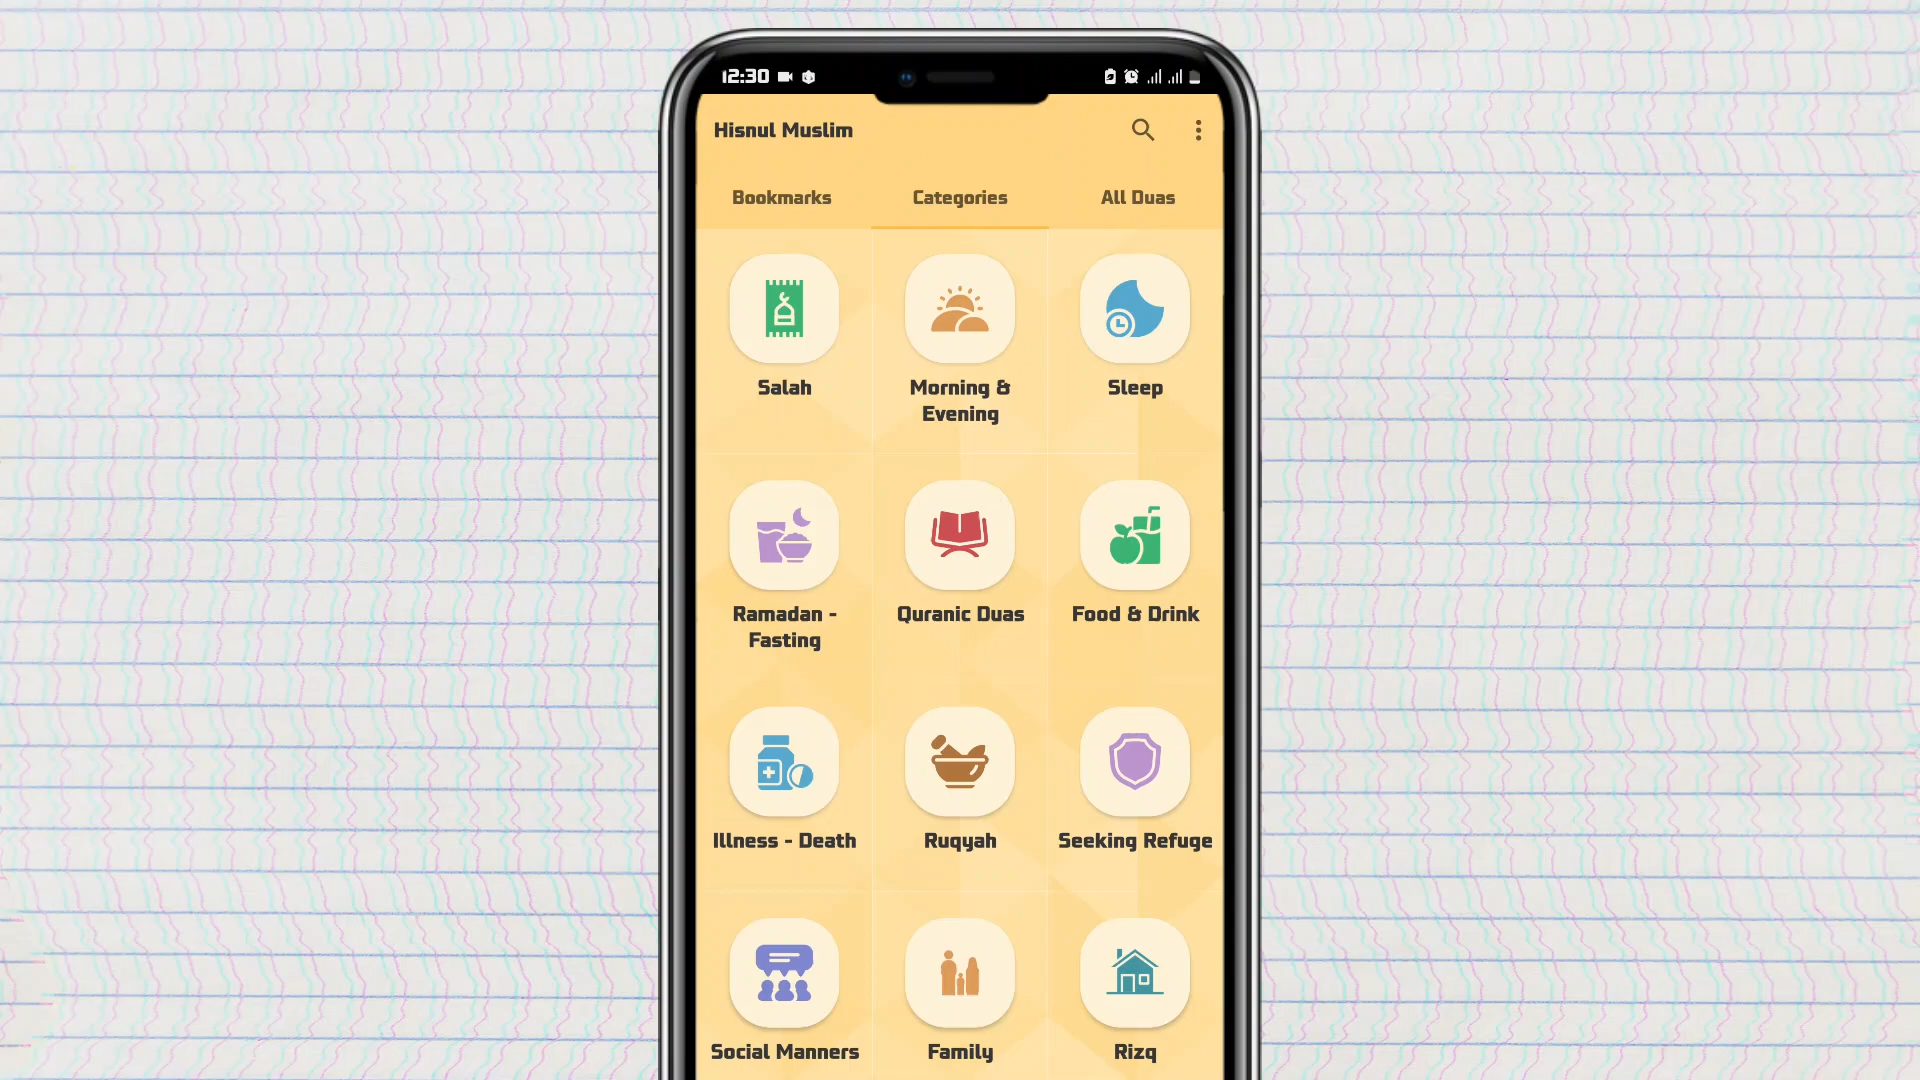 12:30
Hisnul Muslim
Bookmarks
Categories
All Duas
Salah
Morning &
Evening
Sleep
Ramadan -
Fasting
Quranic Duas
Food & Drink
Illness - Death
Ruqyah
Seeking Refuge
Social Manners
Family
Rizq